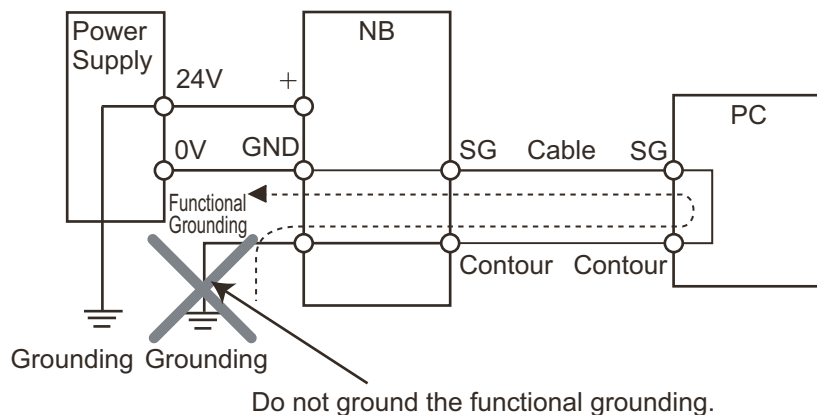 Power
Supply
NB
24V
+
PC
0V
GND
SG
Cable
SG
Functional
Grounding
Contour
Contour
Grounding
Grounding
Do not ground the functional grounding.